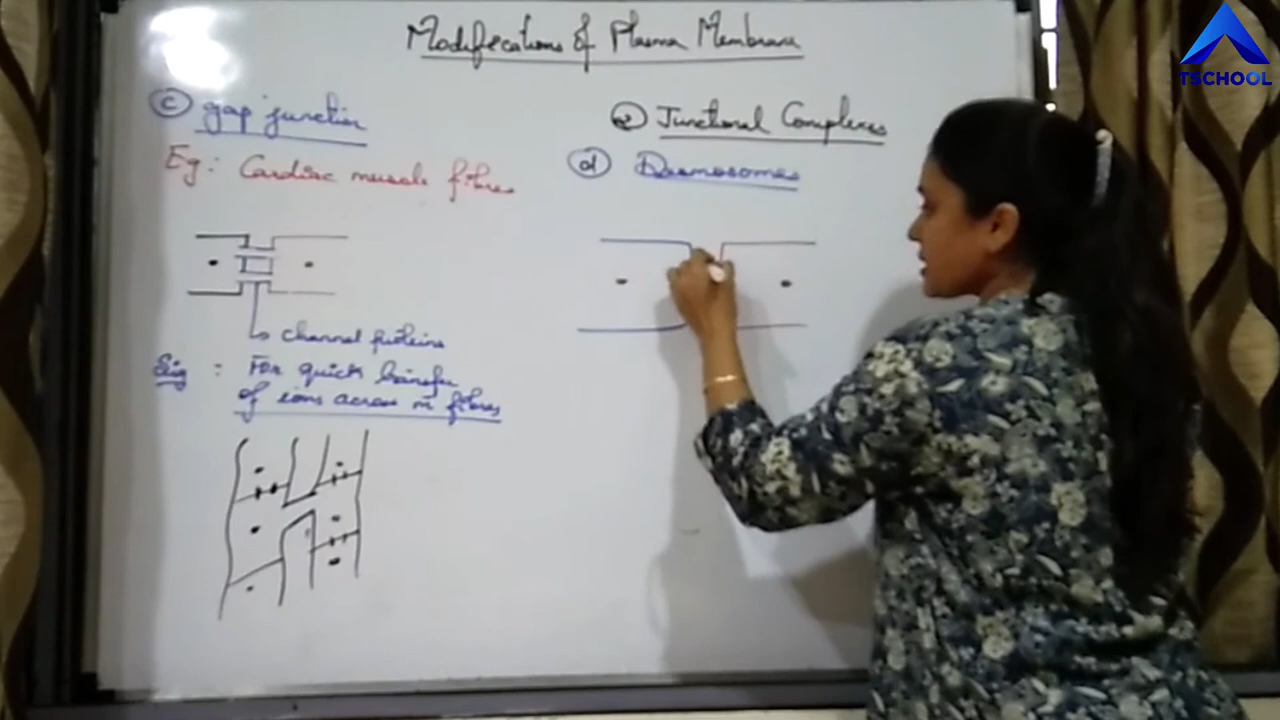 Modifications of Plasma Membrane
ⓒ gap junction
Eg: Cardiac muscle fibres
channel proteins
Sig : For quick transfer
of ions across m fibres
② Junctional Complexes
ⓓ Desmosomes
TSCHOOL